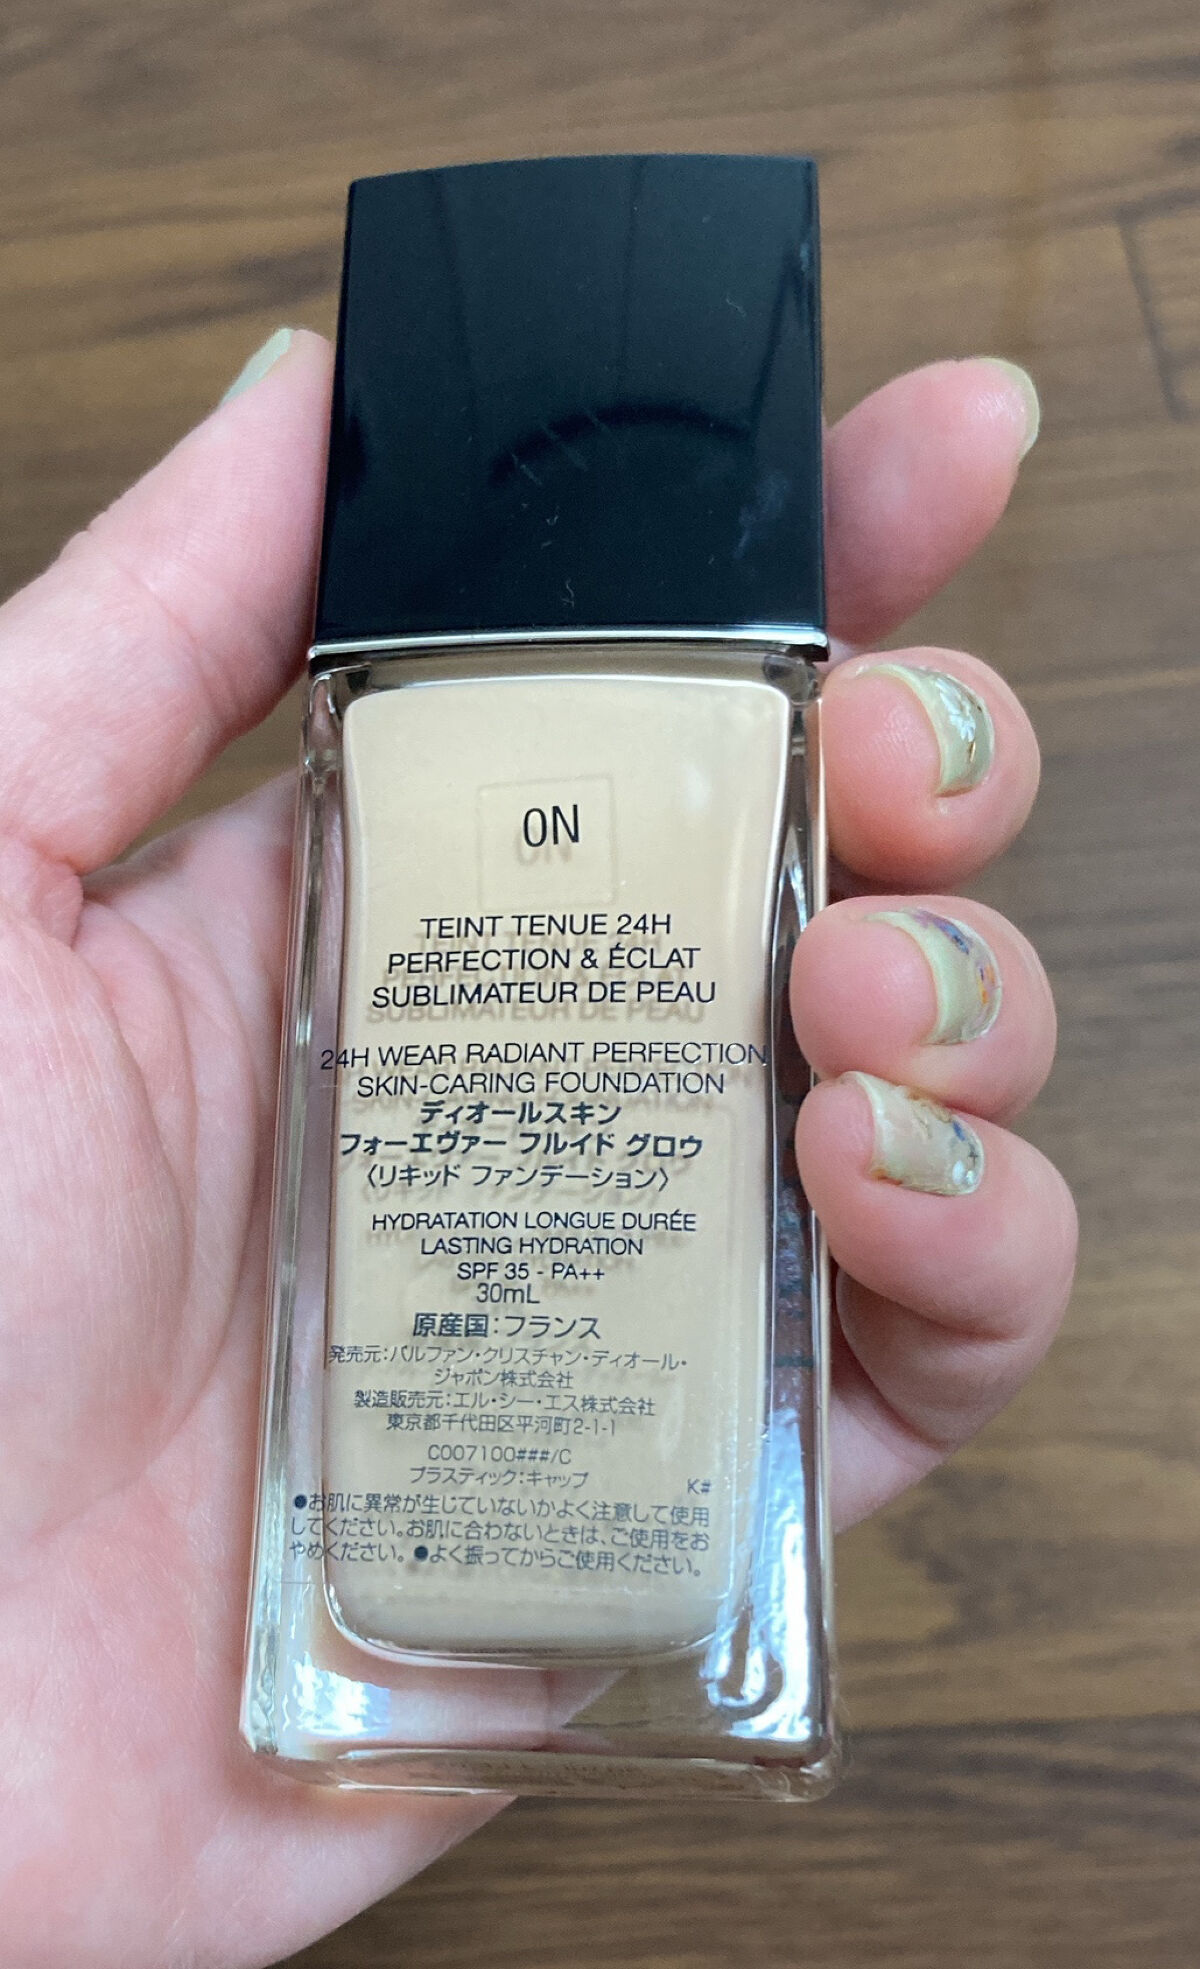 0N
TEINT TENUE 24H
PERFECTION & ÉCLAT
SUBLIMATEUR DE PEAU
24H WEAR RADIANT PERFECTION
SKIN-CARING FOUNDATION
ディオールスキン
フォーエヴァー フルイド グロウ
〈リキッド ファンデーション〉
HYDRATATION LONGUE DURÉE
LASTING HYDRATION
SPF 35 - PA++
30mL
原産国:フランス
発売元:パルファン・クリスチャン・ディオール・
ジャポン株式会社
製造販売元:エル・シー・エス株式会社
東京都千代田区平河町2-1-1
C007100###/C
プラスティック:キャップ
K#
●お肌に異常が生じていないかよく注意して使用
してください。お肌に合わないときは、ご使用をお
やめください。●よく振ってからご使用ください。